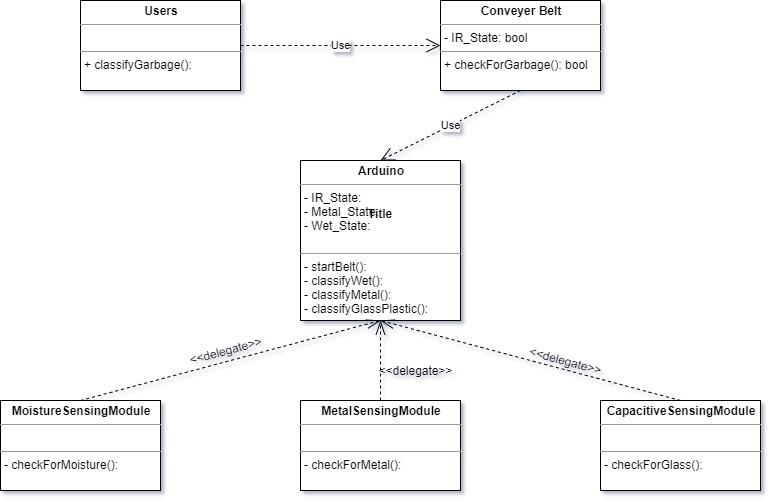 Users
+ classifyGarbage():
Use
Conveyer Belt
- IR_State: bool
+ checkForGarbage(): bool
Use
Arduino
- IR_State:
- Metal_State:
Title
- Wet_State:
- startBelt():
- classifyWet():
- classifyMetal():
- classifyGlassPlastic():
<<delegate>>
<<delegate>>
<<delegate>>
MoistureSensingModule
- checkForMoisture():
MetalSensingModule
- checkForMetal():
CapacitiveSensingModule
- checkForGlass():